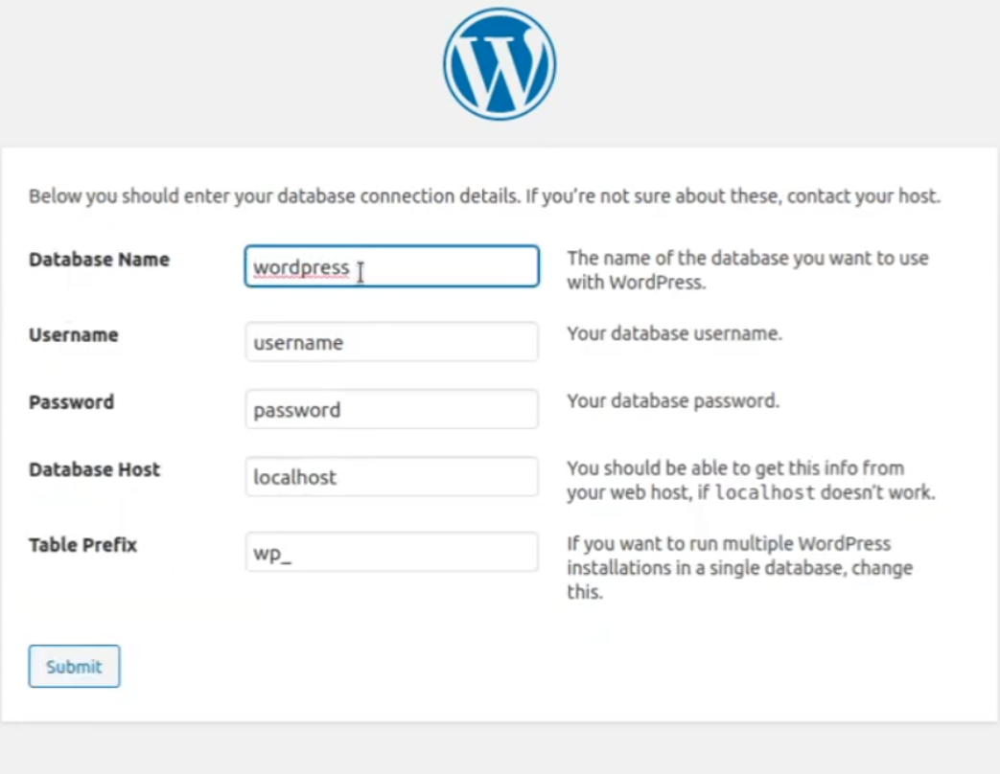 Below you should enter your database connection details. If you’re not sure about these, contact your host.
Database Name
wordpress
The name of the database you want to use
with WordPress.
Username
username
Your database username.
Password
password
Your database password.
Database Host
localhost
You should be able to get this info from
your web host, if localhost doesn’t work.
Table Prefix
wp_
If you want to run multiple WordPress
installations in a single database, change
this.
Submit